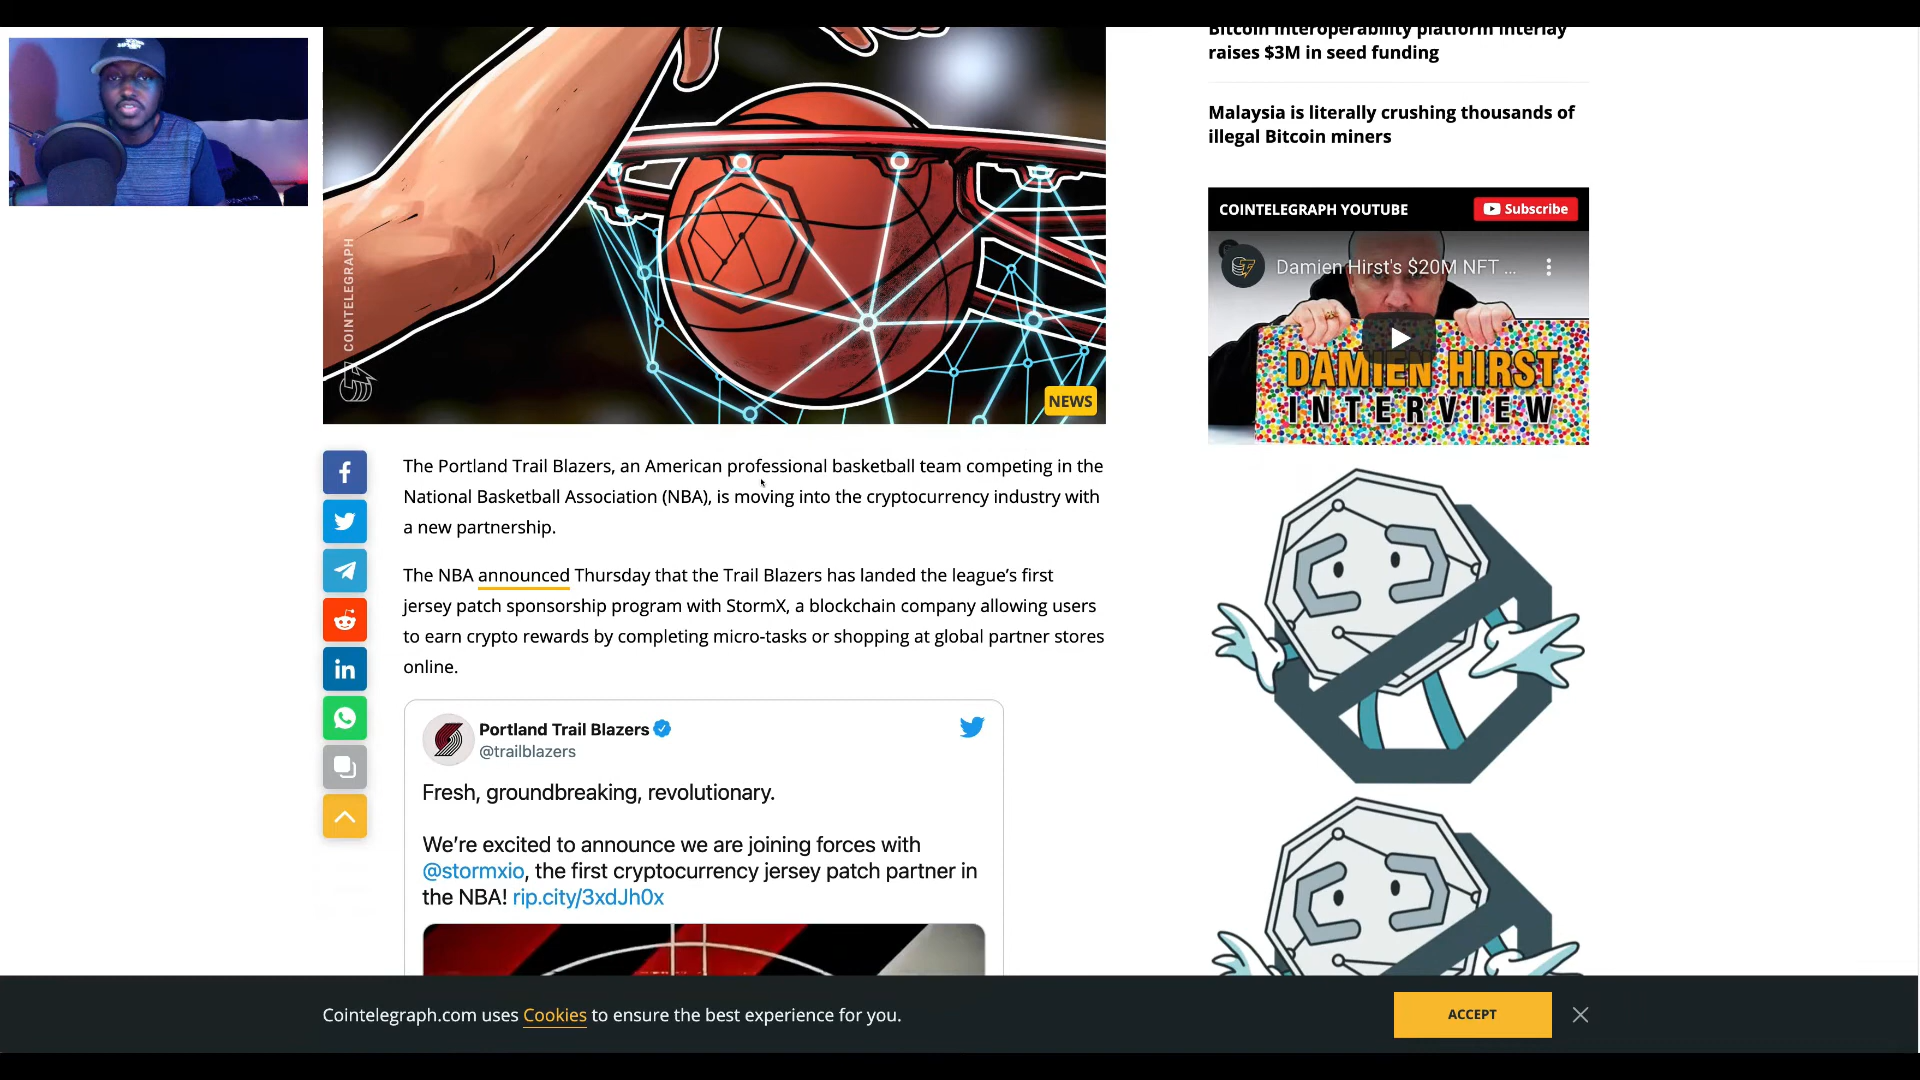 Bitcoin interoperability platform Interlay
raises $3M in seed funding
Malaysia is literally crushing thousands of
illegal Bitcoin miners
COINTELEGRAPH YOUTUBE
Subscribe
Damien Hirst's $20M NFT ...
DAMIEN HIRST
INTERVIEW
COINTELEGRAPH
NEWS
The Portland Trail Blazers, an American professional basketball team competing in the
National Basketball Association (NBA), is moving into the cryptocurrency industry with
a new partnership.
The NBA announced Thursday that the Trail Blazers has landed the league’s first
jersey patch sponsorship program with StormX, a blockchain company allowing users
to earn crypto rewards by completing micro-tasks or shopping at global partner stores
online.
Portland Trail Blazers
@trailblazers
Fresh, groundbreaking, revolutionary.
We’re excited to announce we are joining forces with
@stormxio, the first cryptocurrency jersey patch partner in
the NBA! rip.city/3xdJh0x
Cointelegraph.com uses Cookies to ensure the best experience for you.
ACCEPT